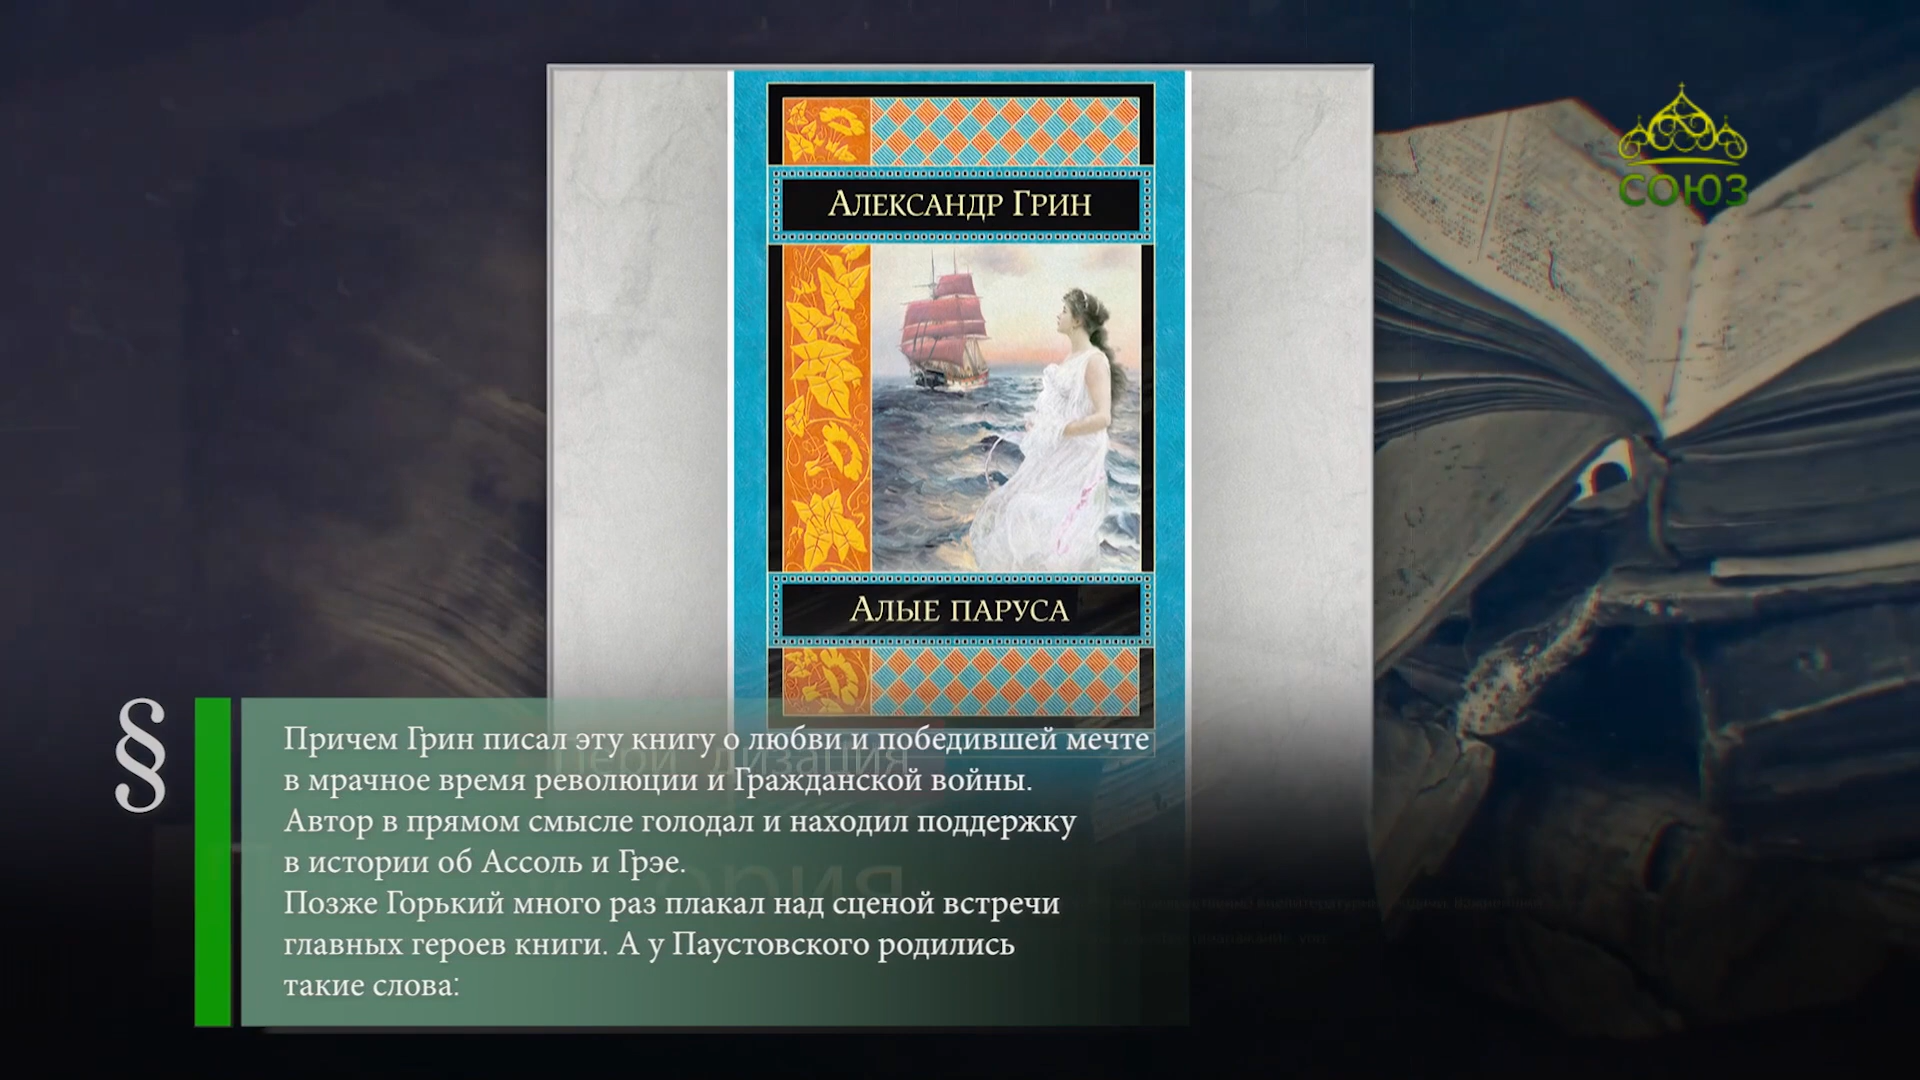 СОЮЗ
Александр Грин
Алые паруса
§
Причем Грин писал эту книгу о любви и победившей мечте
в мрачное время революции и Гражданской войны.
Автор в прямом смысле голодал и находил поддержку
в истории об Ассоль и Грэе.
Позже Горький много раз плакал над сценой встречи
главных героев книги. А у Паустовского родились
такие слова: